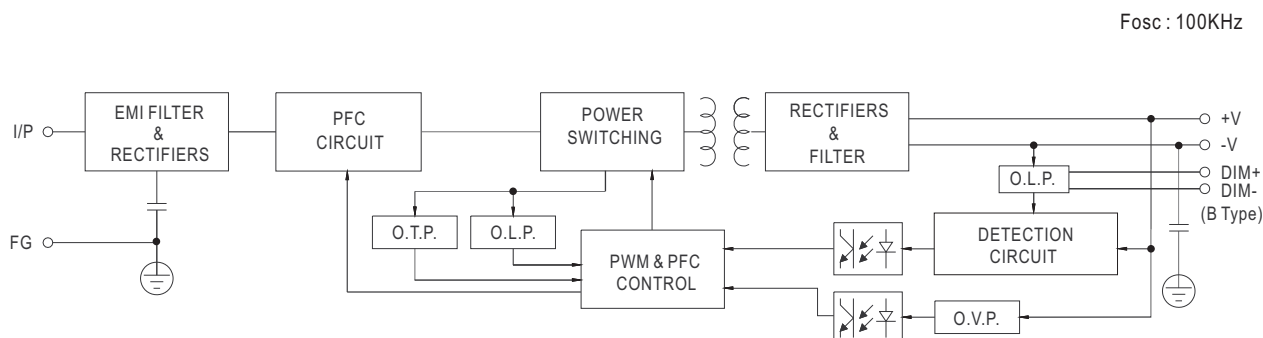 Fosc : 100KHz
I/P
EMI FILTER
&
RECTIFIERS
PFC
CIRCUIT
POWER
SWITCHING
RECTIFIERS
&
FILTER
+V
-V
O.L.P.
DIM+
DIM-
(B Type)
FG
O.T.P.
O.L.P.
PWM & PFC
CONTROL
DETECTION
CIRCUIT
O.V.P.